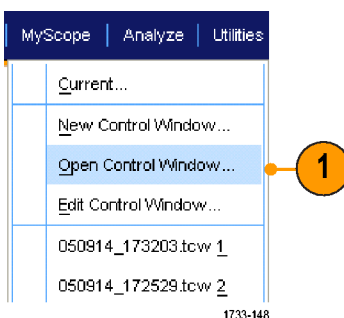 MyScope | Analyze | Utilities
Current...
New Control Window...
Open Control Window...
1
Edit Control Window...
050914_173203.tcw 1
050914_172529.tcw 2
1733-148